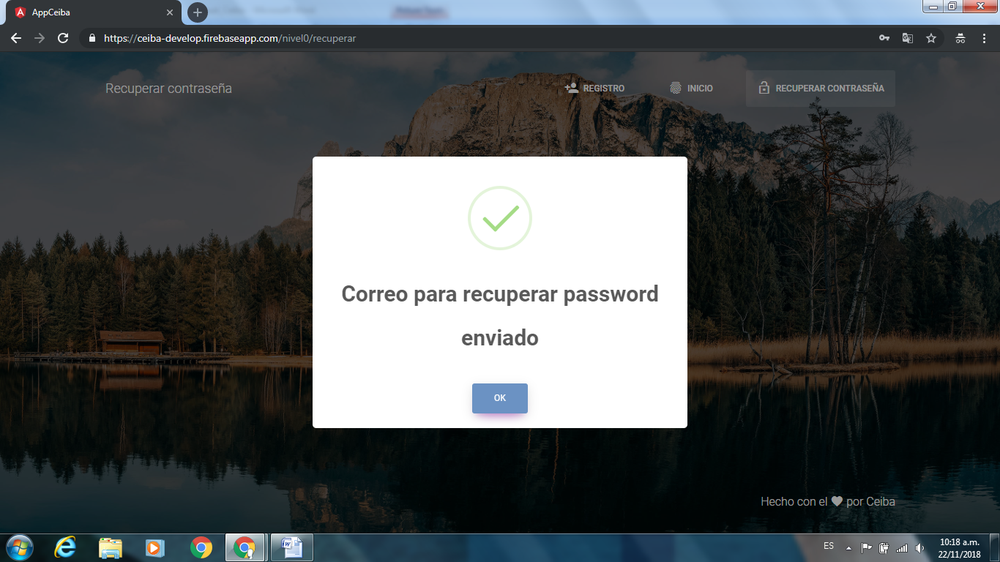 AppCeiba
https://ceiba-develop.firebaseapp.com/nivel0/recuperar
Recuperar contraseña
REGISTRO
INICIO
RECUPERAR CONTRASEÑA
Correo para recuperar password
enviado
OK
Hecho con el ♥ por Ceiba
ES
10:18 a.m.
22/11/2018